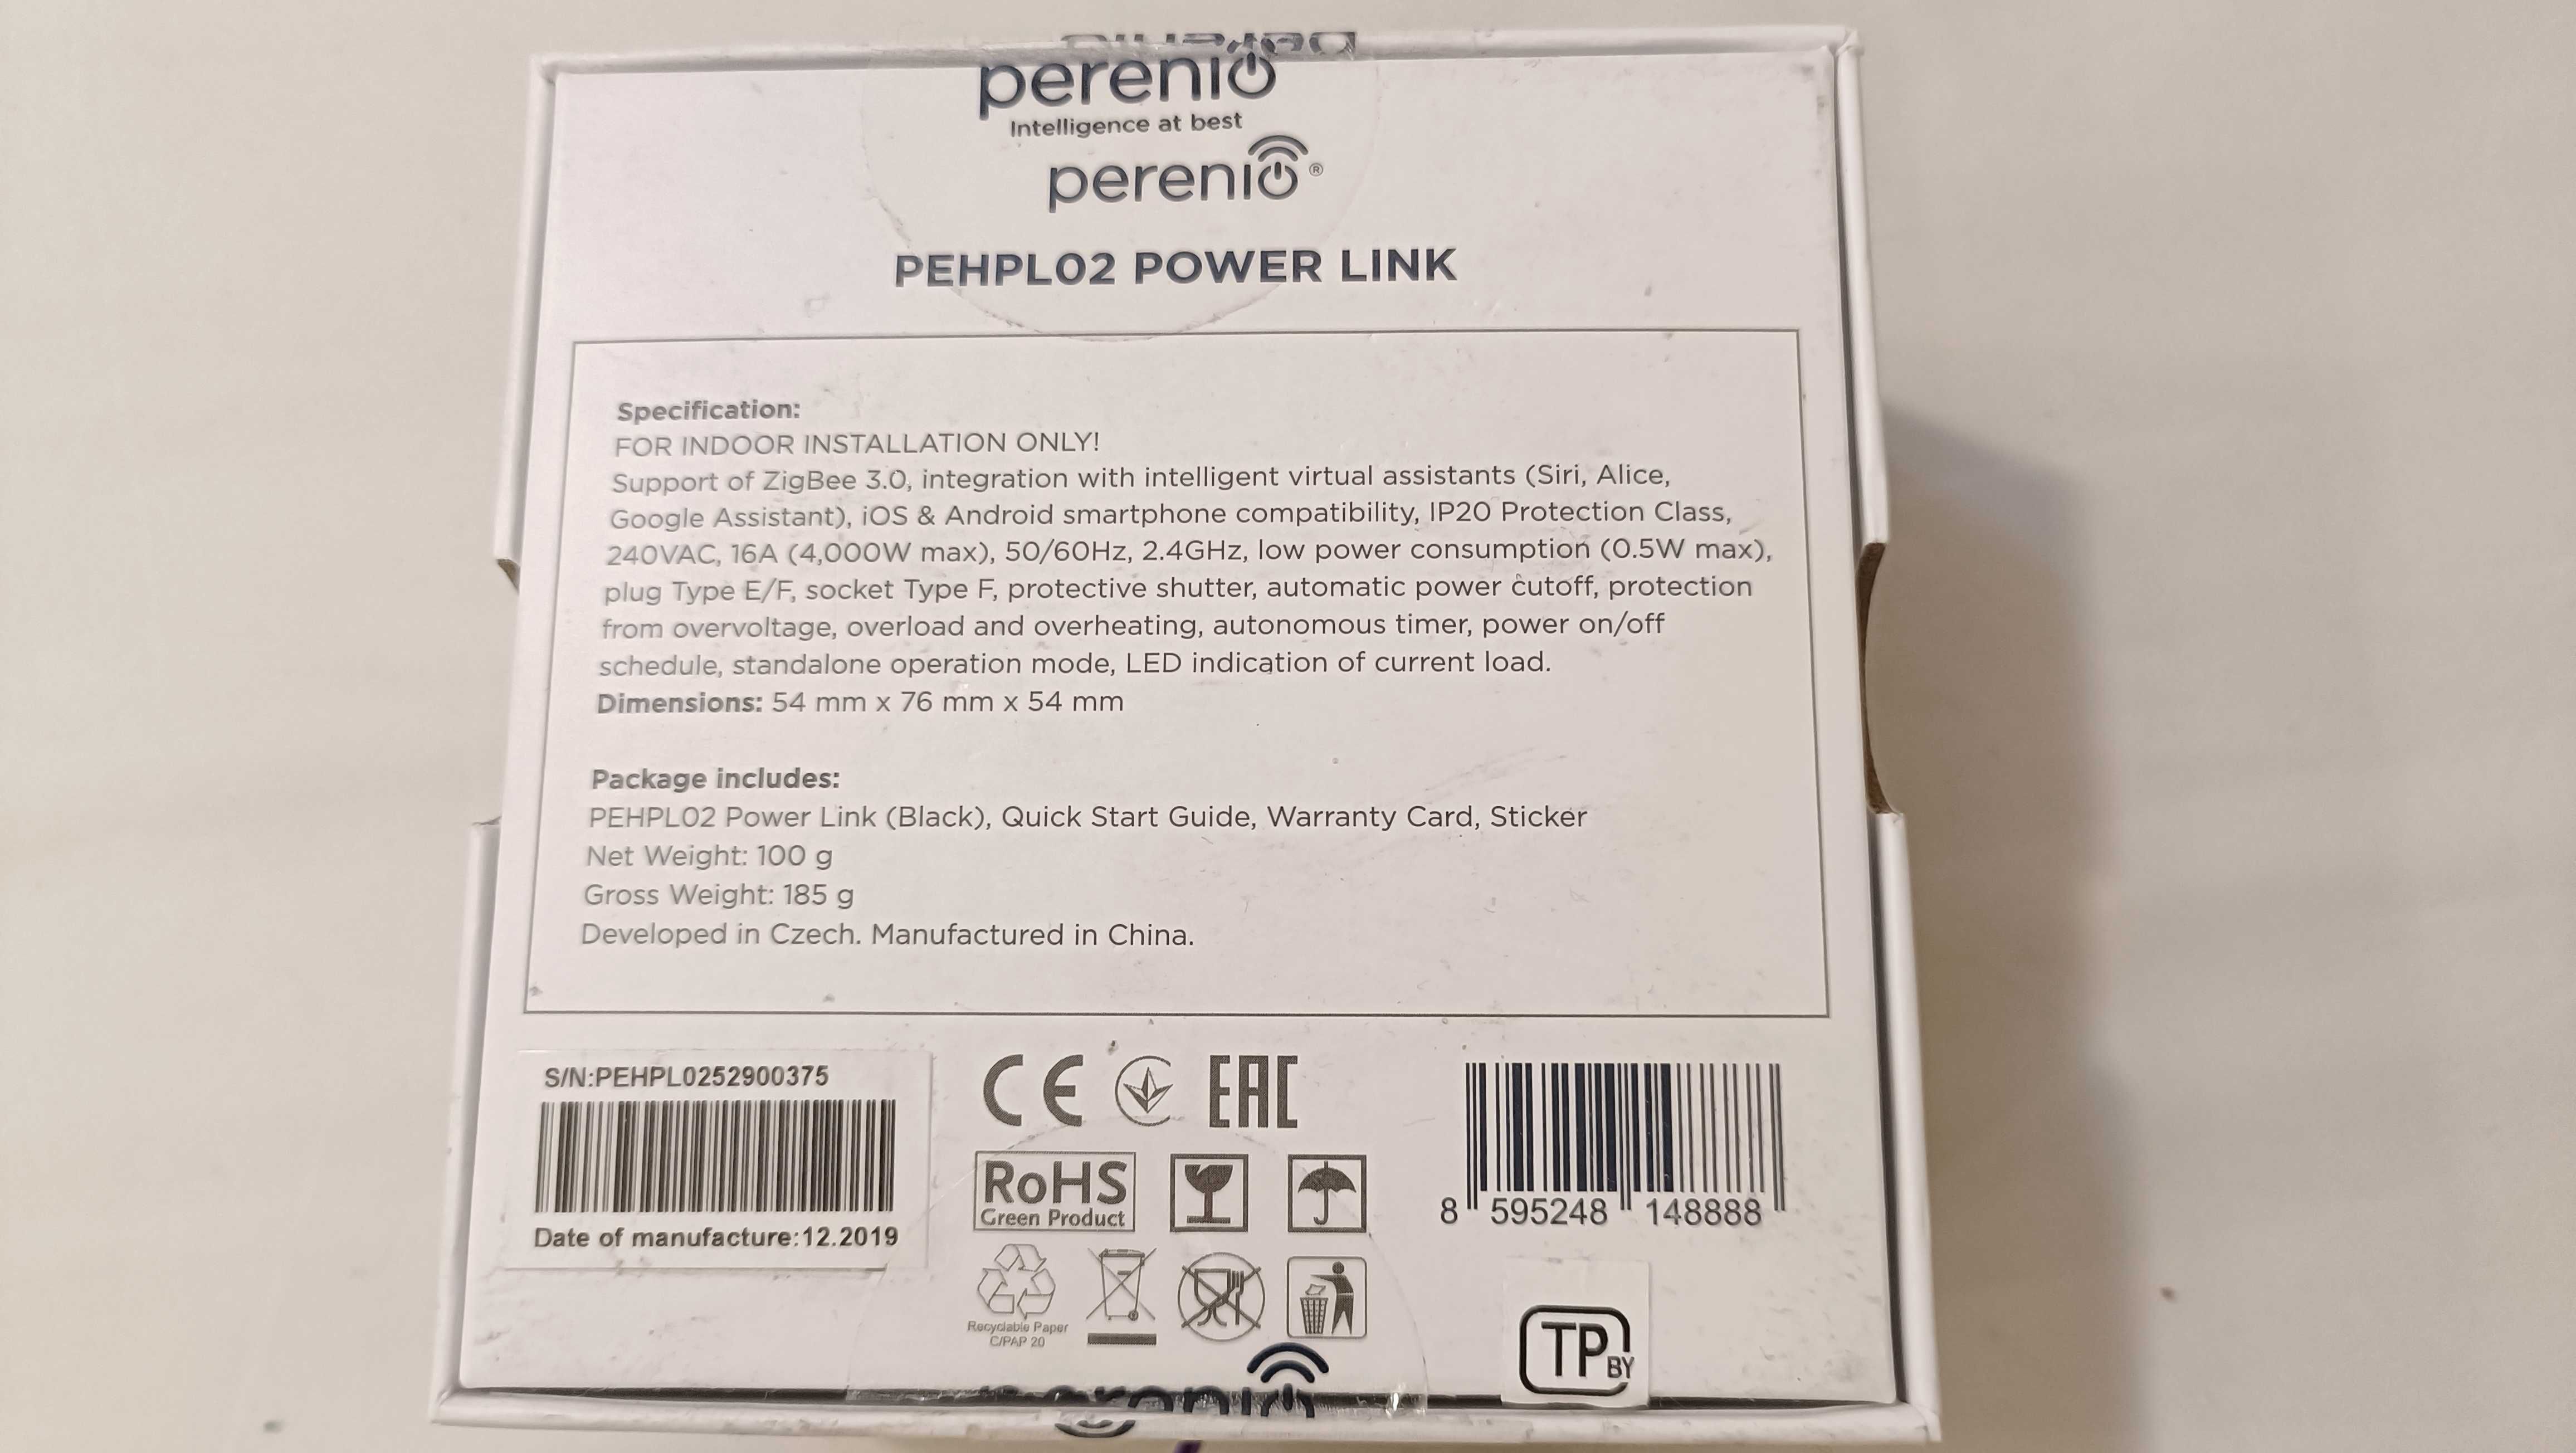 perenio
Intelligence at best
perenio®
PEHPL02 POWER LINK
Specification:
FOR INDOOR INSTALLATION ONLY!
Support of ZigBee 3.0, integration with intelligent virtual assistants (Siri, Alice,
Google Assistant), iOS & Android smartphone compatibility, IP20 Protection Class,
240VAC, 16A (4,000W max), 50/60Hz, 2.4GHz, low power consumption (0.5W max),
plug Type E/F, socket Type F, protective shutter, automatic power cutoff, protection
from overvoltage, overload and overheating, autonomous timer, power on/off
schedule, standalone operation mode, LED indication of current load.
Dimensions: 54 mm x 76 mm x 54 mm
Package includes:
PEHPL02 Power Link (Black), Quick Start Guide, Warranty Card, Sticker
Net Weight: 100 g
Gross Weight: 185 g
Developed in Czech. Manufactured in China.
S/N:PEHPL0252900375
Date of manufacture:12.2019
CE EAC
RoHS
Green Product
Recyclable Paper
C/PAP 20
8 595248 148888
TP BY